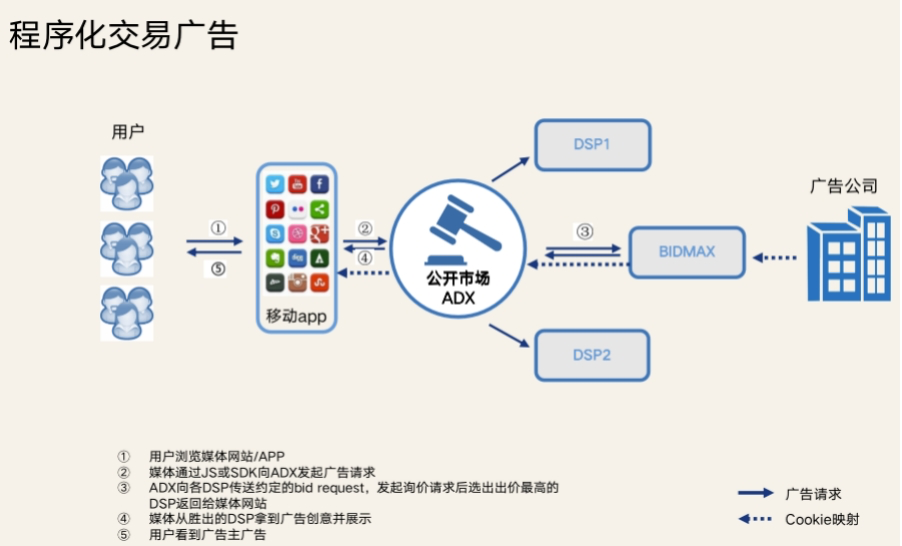 程序化交易广告
用户
DSP1
广告公司
①
②
③
④
⑤
BIDMAX
公开市场
ADX
移动app
DSP2
① 用户浏览媒体网站/APP
② 媒体通过JS或SDK向ADX发起广告请求
③ ADX向各DSP传送约定的bid request，发起询价请求后选出出价最高的
DSP返回给媒体网站
④ 媒体从胜出的DSP拿到广告创意并展示
⑤ 用户看到广告主广告
广告请求
Cookie映射